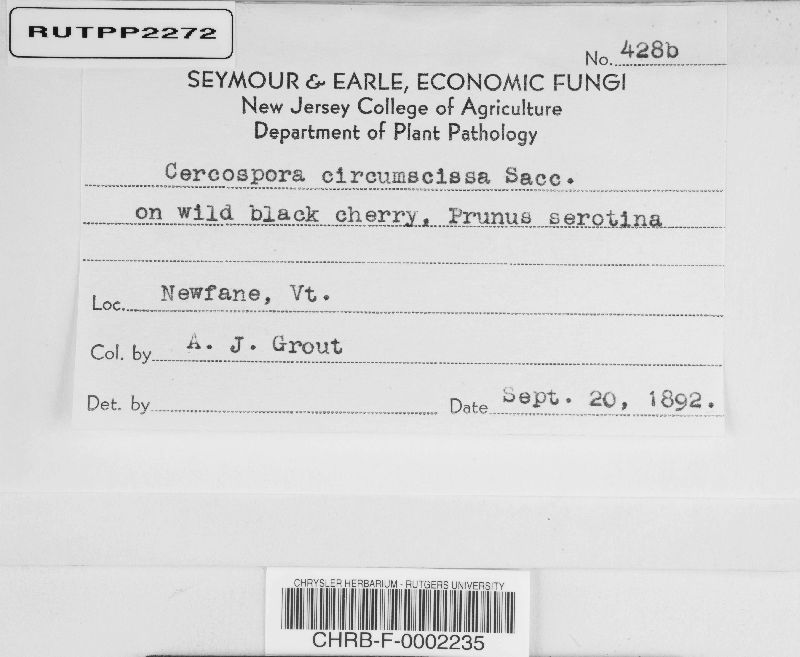 RUTPP2272
No. 428b
SEYMOUR & EARLE, ECONOMIC FUNGI
New Jersey College of Agriculture
Department of Plant Pathology
Cercospora circumscissa Sacc.
on wild black cherry, Prunus serotina
Loc. Newfane, Vt.
Col. by A. J. Grout
Det. by
Date Sept. 20, 1892.
CHRYSLER HERBARIUM - RUTGERS UNIVERSITY
CHRB-F-0002235